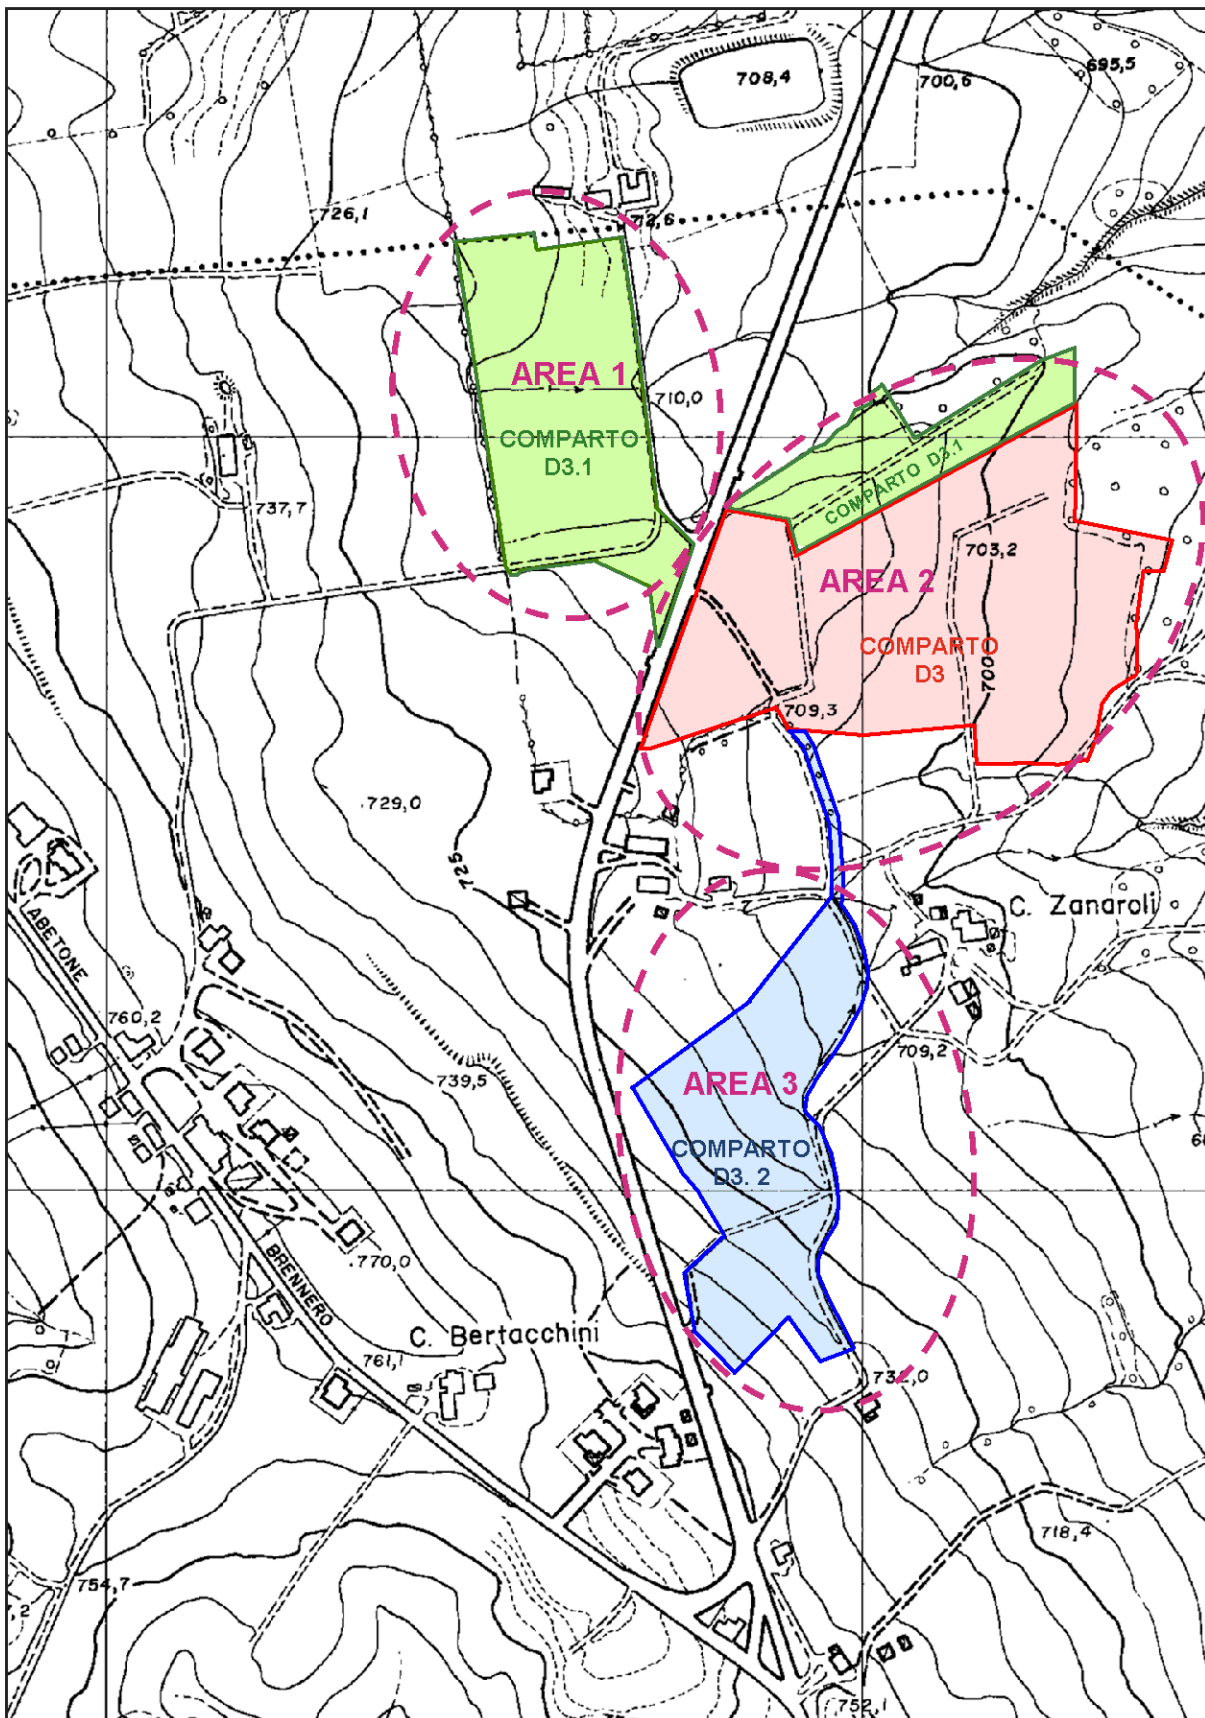 708,4
695,5
700,6
726,1
712,6
AREA 1
710,0
COMPARTO
D3.1
COMPARTO D3.1
737,7
703,2
AREA 2
COMPARTO
D3
700
709,3
729,0
725
C. Zanaroli
ABETONE
760,2
709,2
739,5
AREA 3
COMPARTO
D3. 2
770,0
BRENNERO
C. Bertacchini
761,1
732,0
718,4
754,7
752,1